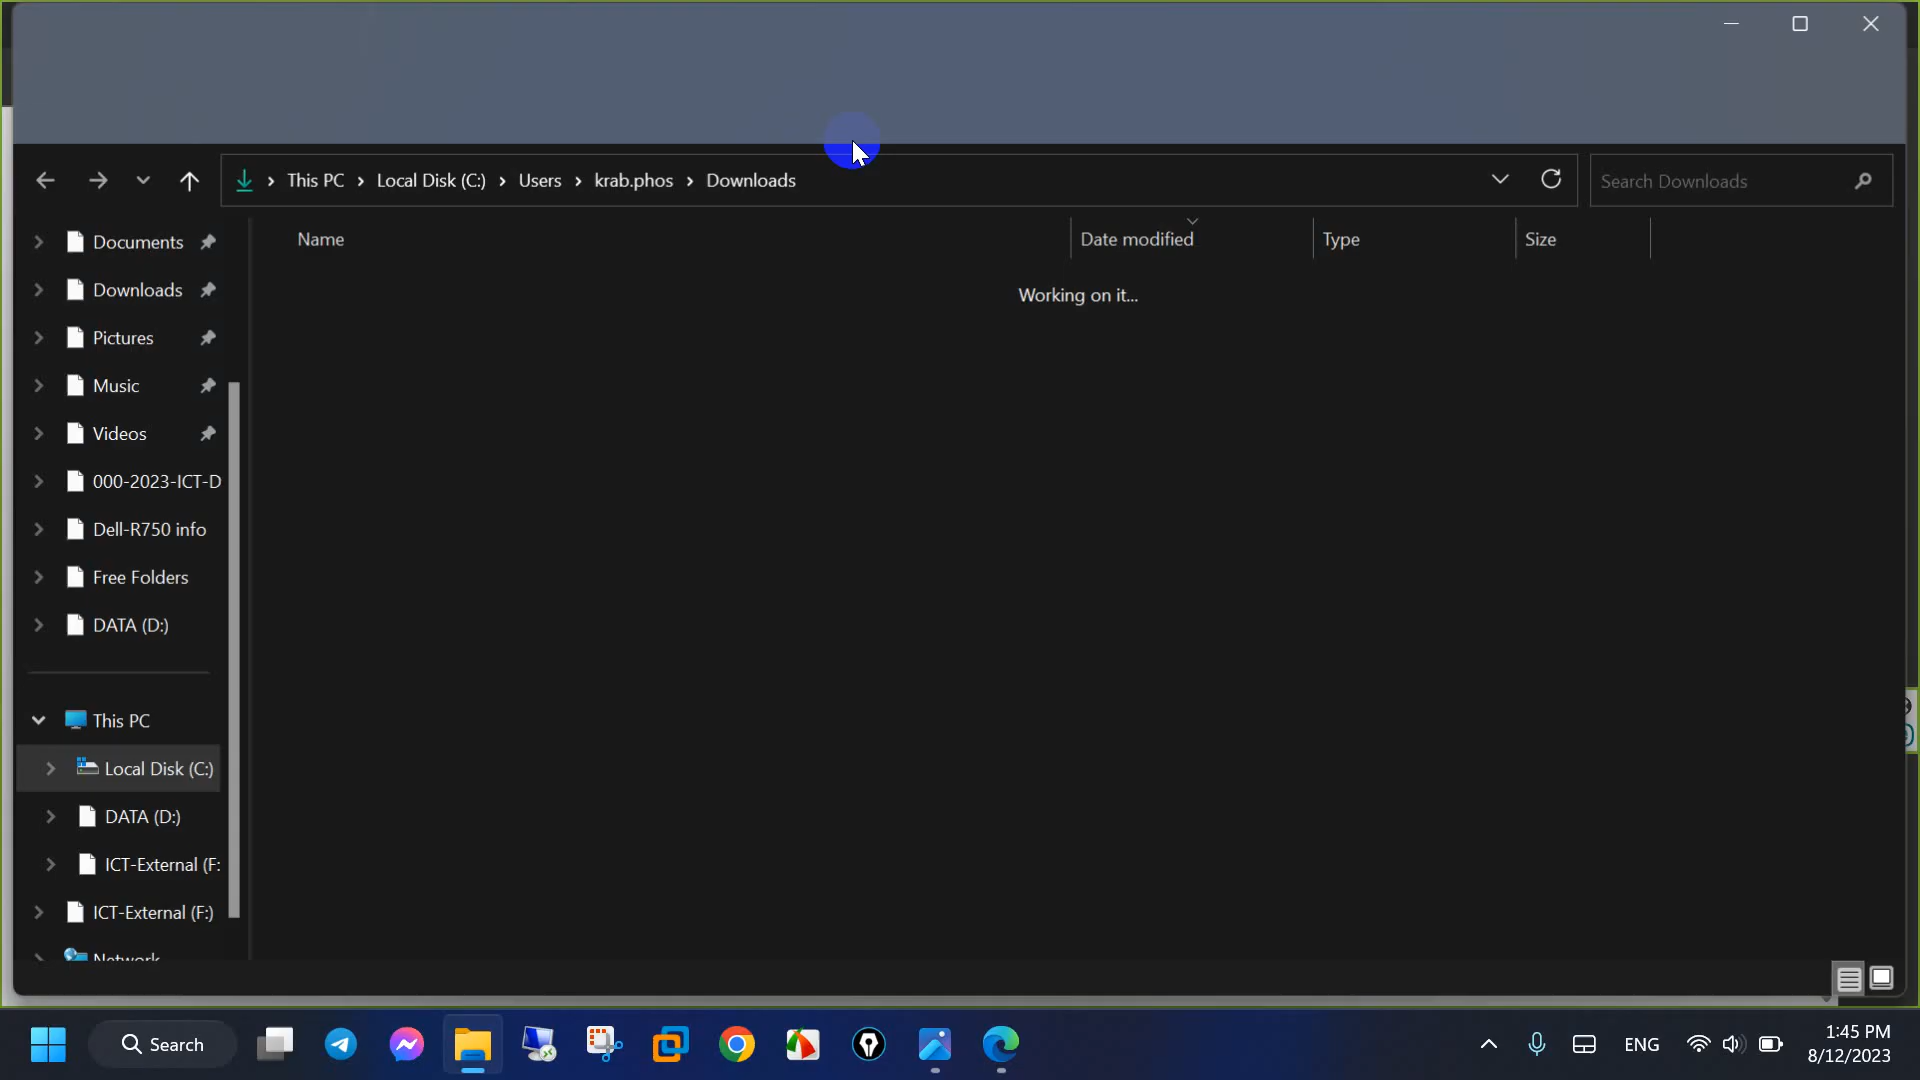 This PC › Local Disk (C:) › Users › krab.phos › Downloads
Search Downloads
Name Date modified Type Size
Working on it...
Documents
Downloads
Pictures
Music
Videos
000-2023-ICT-D
Dell-R750 info
Free Folders
DATA (D:)
This PC
Local Disk (C:)
DATA (D:)
ICT-External (F:
ICT-External (F:)
Network
Search
ENG
1:45 PM
8/12/2023